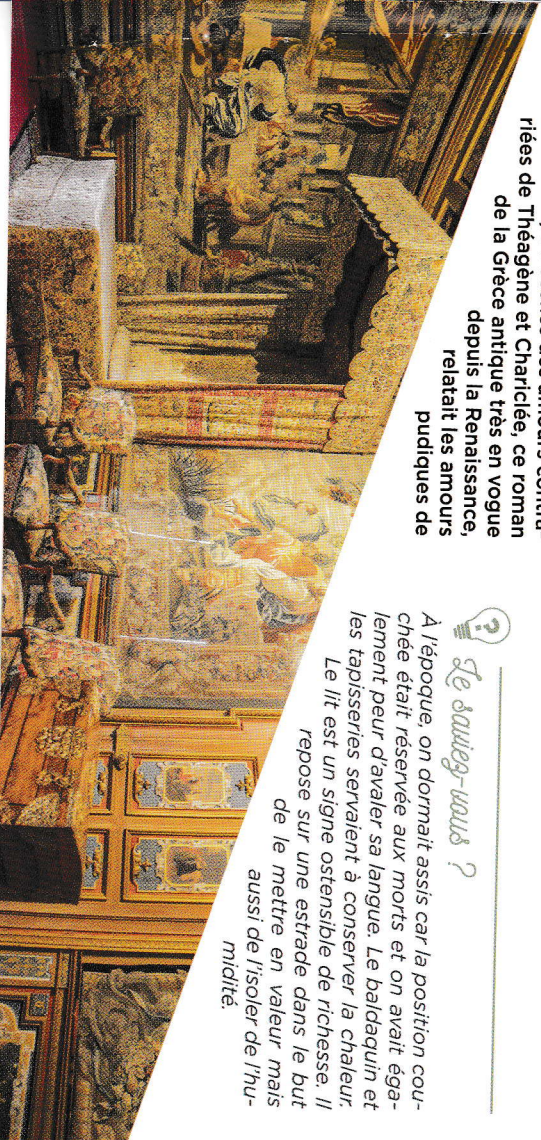 riées de Théagène et Chariclée, ce roman
de la Grèce antique très en vogue
depuis la Renaissance,
relatait les amours
pudiques de
Le saviez-vous ?
À l'époque, on dormait assis car la position cou-
chée était réservée aux morts et on avait éga-
lement peur d'avaler sa langue. Le baldaquin et
les tapisseries servaient à conserver la chaleur.
Le lit est un signe ostensible de richesse. Il
repose sur une estrade dans le but
de le mettre en valeur mais
aussi de l'isoler de l'hu-
midité.